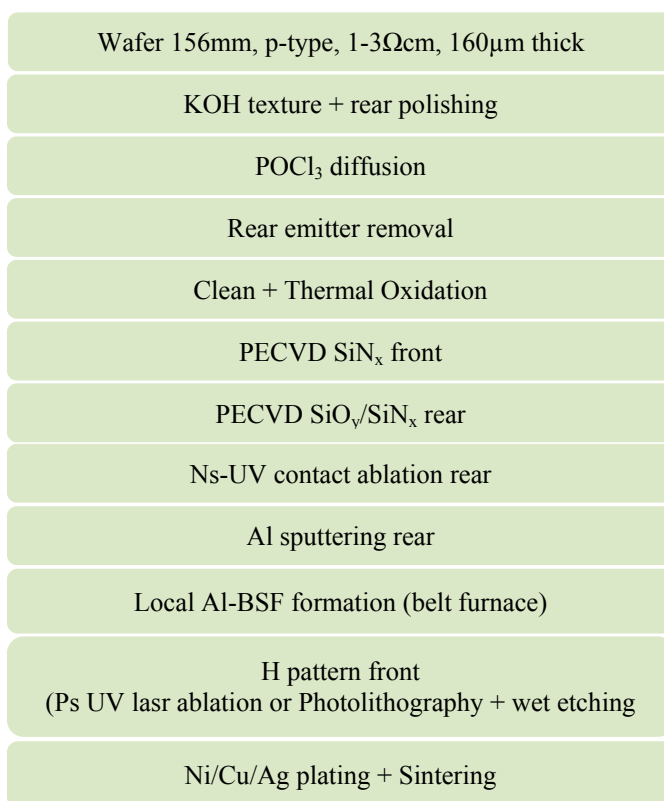 Wafer 156mm, p-type, 1-3Ωcm, 160µm thick
KOH texture + rear polishing
POCl₃ diffusion
Rear emitter removal
Clean + Thermal Oxidation
PECVD SiNₓ front
PECVD SiOᵧ/SiNₓ rear
Ns-UV contact ablation rear
Al sputtering rear
Local Al-BSF formation (belt furnace)
H pattern front
(Ps UV lasr ablation or Photolithography + wet etching
Ni/Cu/Ag plating + Sintering